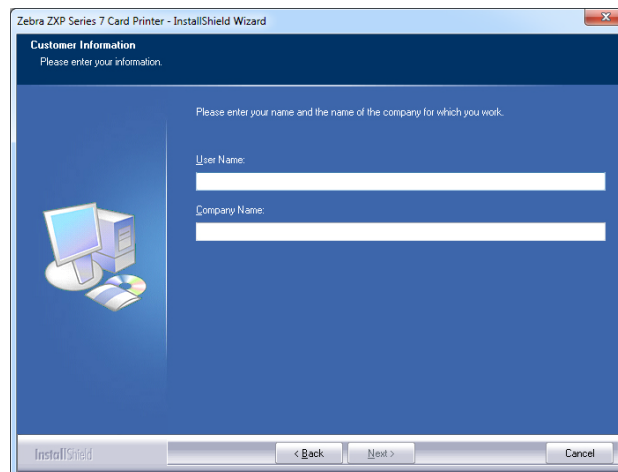 Zebra ZXP Series 7 Card Printer - InstallShield Wizard
Customer Information
Please enter your information.
Please enter your name and the name of the company for which you work.
User Name:
Company Name:
InstallShield
< Back
Next >
Cancel